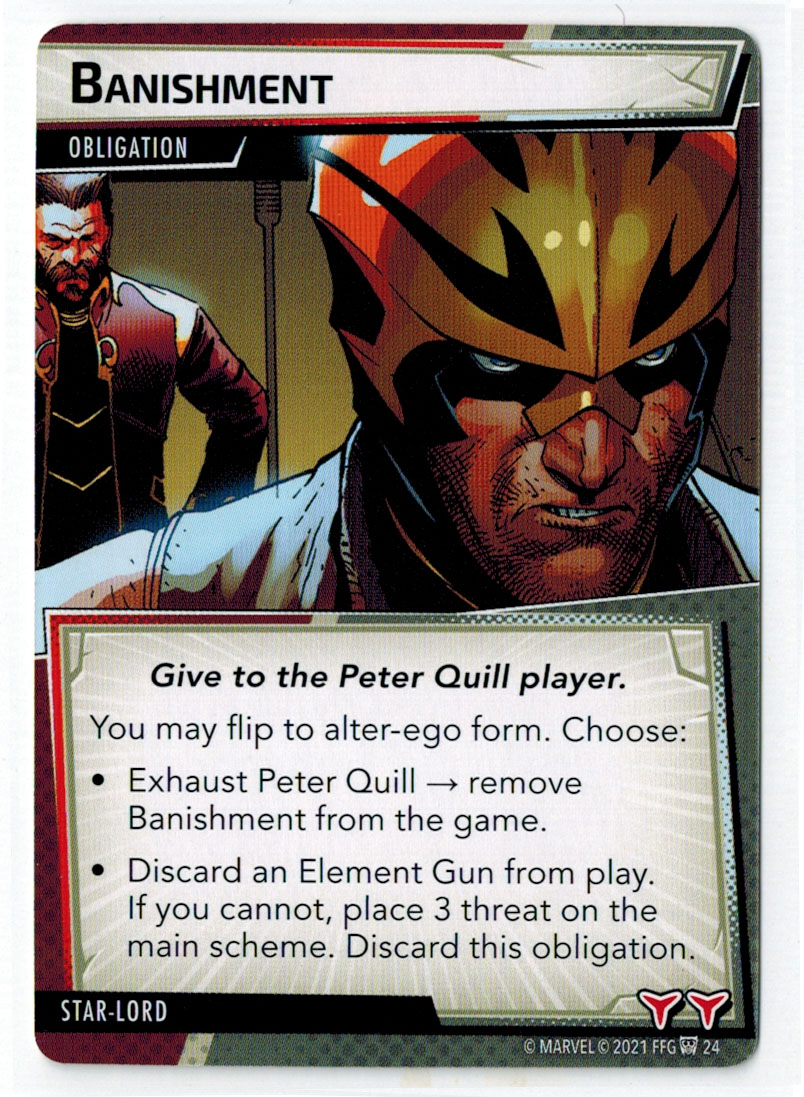 BANISHMENT
OBLIGATION
Give to the Peter Quill player.
You may flip to alter-ego form. Choose:
• Exhaust Peter Quill → remove
Banishment from the game.
• Discard an Element Gun from play.
If you cannot, place 3 threat on the
main scheme. Discard this obligation.
STAR-LORD
© MARVEL © 2021 FFG 24